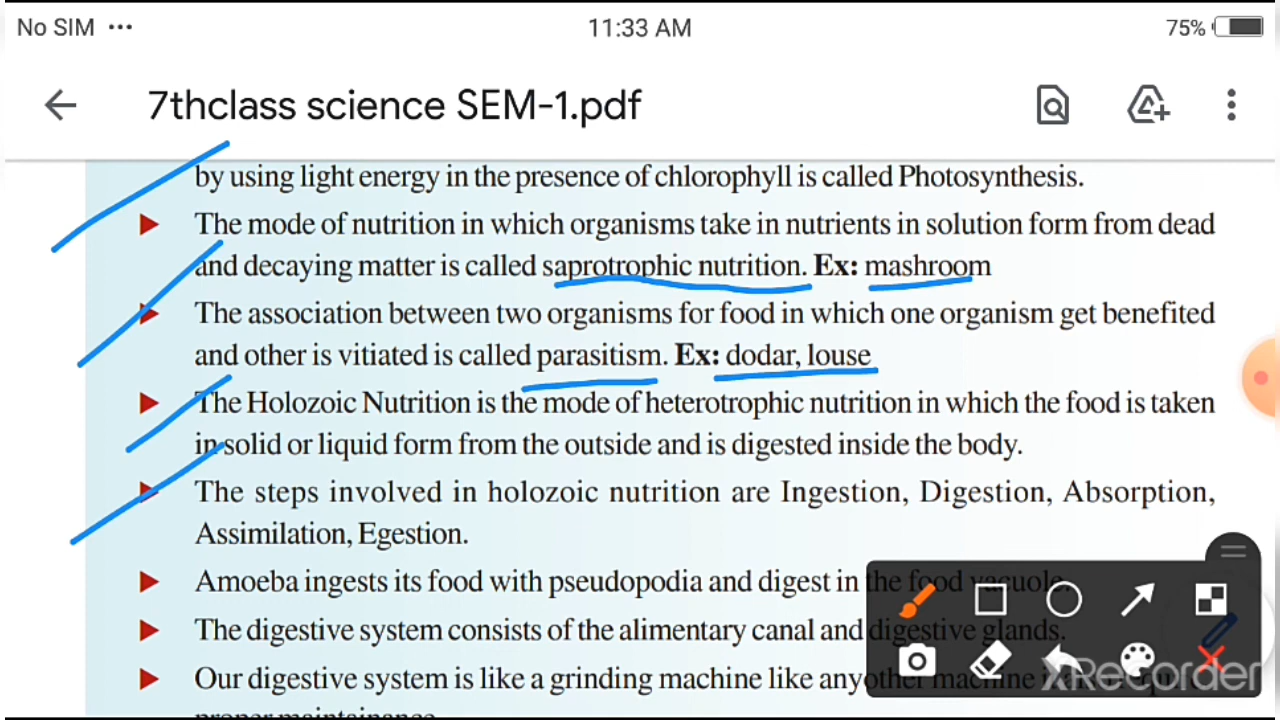 No SIM ···
11:33 AM
75%
7thclass science SEM-1.pdf
by using light energy in the presence of chlorophyll is called Photosynthesis.
The mode of nutrition in which organisms take in nutrients in solution form from dead
and decaying matter is called saprotrophic nutrition. Ex: mashroom
The association between two organisms for food in which one organism get benefited
and other is vitiated is called parasitism. Ex: dodar, louse
The Holozoic Nutrition is the mode of heterotrophic nutrition in which the food is taken
in solid or liquid form from the outside and is digested inside the body.
The steps involved in holozoic nutrition are Ingestion, Digestion, Absorption,
Assimilation, Egestion.
Amoeba ingests its food with pseudopodia and digest in the food vacuole.
The digestive system consists of the alimentary canal and digestive glands.
Our digestive system is like a grinding machine like anyother machine
proper maintainance
XRecorder